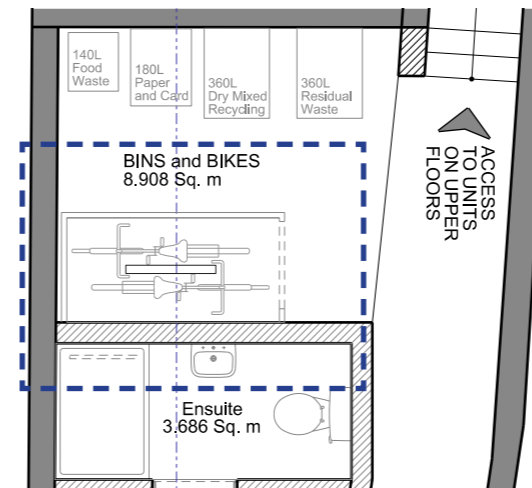 140L
Food
Waste
180L
Paper
and Card
360L
Dry Mixed
Recycling
360L
Residual
Waste
BINS and BIKES
8.908 Sq. m
ACCESS
TO UNITS
ON UPPER
FLOORS
Ensuite
3.686 Sq. m